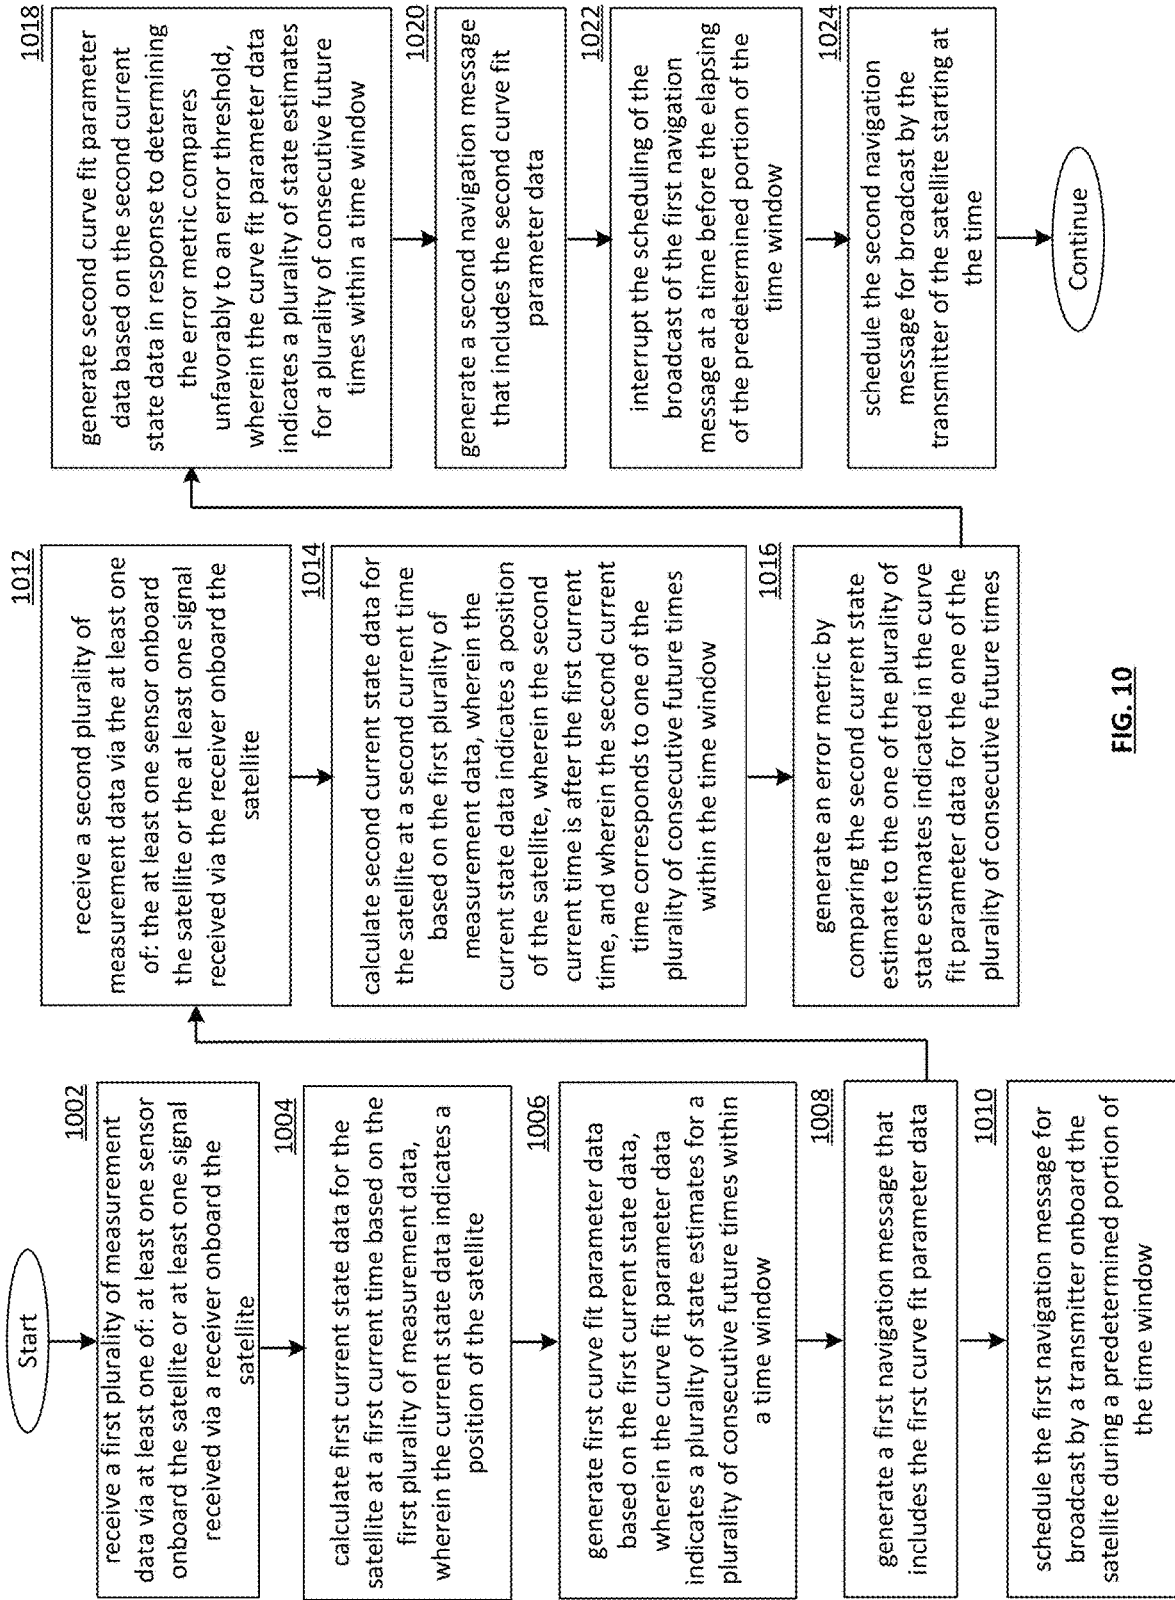 Start
1002
receive a first plurality of measurement
data via at least one of: at least one sensor
onboard the satellite or at least one signal
received via a receiver onboard the
satellite
1004
calculate first current state data for the
satellite at a first current time based on the
first plurality of measurement data,
wherein the current state data indicates a
position of the satellite
1006
generate first curve fit parameter data
based on the first current state data,
wherein the curve fit parameter data
indicates a plurality of state estimates for a
plurality of consecutive future times within
a time window
1008
generate a first navigation message that
includes the first curve fit parameter data
1010
schedule the first navigation message for
broadcast by a transmitter onboard the
satellite during a predetermined portion of
the time window
1012
receive a second plurality of
measurement data via the at least one
of: the at least one sensor onboard
the satellite or the at least one signal
received via the receiver onboard the
satellite
1014
calculate second current state data for
the satellite at a second current time
based on the first plurality of
measurement data, wherein the
current state data indicates a position
of the satellite, wherein the second
current time is after the first current
time, and wherein the second current
time corresponds to one of the
plurality of consecutive future times
within the time window
1016
generate an error metric by
comparing the second current state
estimate to the one of the plurality of
state estimates indicated in the curve
fit parameter data for the one of the
plurality of consecutive future times
1018
generate second curve fit parameter
data based on the second current
state data in response to determining
the error metric compares
unfavorably to an error threshold,
wherein the curve fit parameter data
indicates a plurality of state estimates
for a plurality of consecutive future
times within a time window
1020
generate a second navigation message
that includes the second curve fit
parameter data
1022
interrupt the scheduling of the
broadcast of the first navigation
message at a time before the elapsing
of the predetermined portion of the
time window
1024
schedule the second navigation
message for broadcast by the
transmitter of the satellite starting at
the time
Continue
FIG. 10